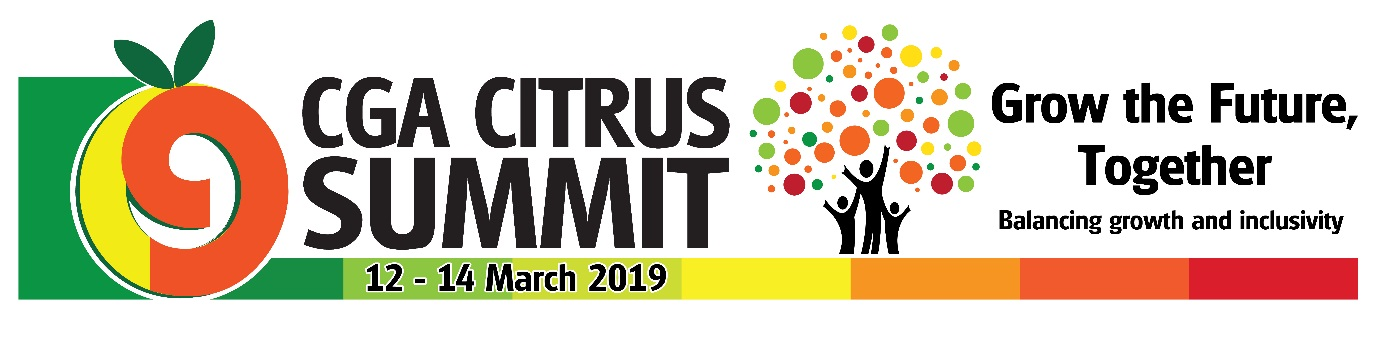 CGA CITRUS
SUMMIT
12 - 14 March 2019
Grow the Future,
Together
Balancing growth and inclusivity